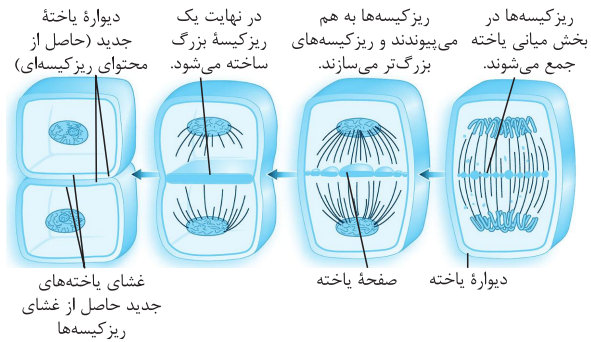 ریزکیسه‌ها در
بخش میانی یاخته
جمع می‌شوند.
ریزکیسه‌ها به هم
می‌پیوندند و ریزکیسه‌های
بزرگ‌تر می‌سازند.
در نهایت یک
ریزکیسهٔ بزرگ
ساخته می‌شود.
دیوارهٔ یاختهٔ
جدید (حاصل از
محتوای ریزکیسه‌ای)
دیوارهٔ یاخته
صفحهٔ یاخته
غشای یاخته‌های
جدید حاصل از غشای
ریزکیسه‌ها